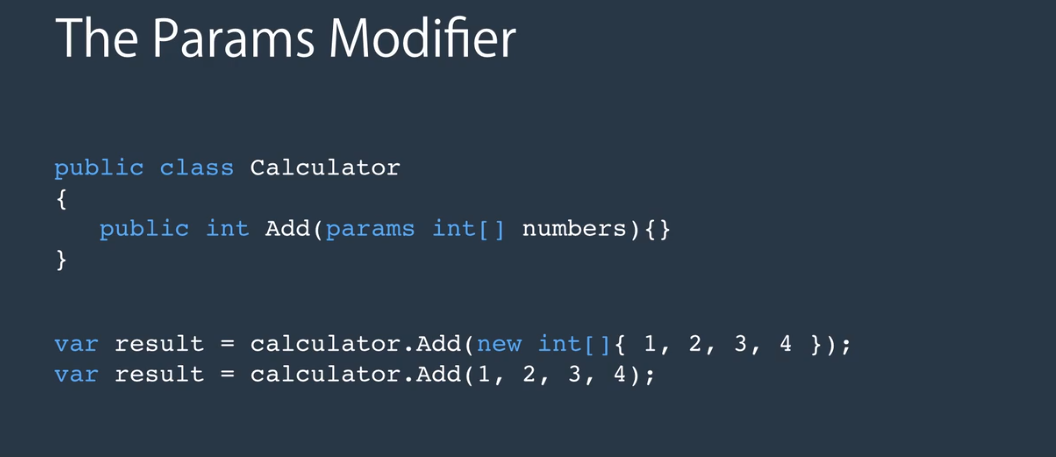 The Params Modifier
public class Calculator
{
   public int Add(params int[] numbers){}
}
var result = calculator.Add(new int[]{ 1, 2, 3, 4 });
var result = calculator.Add(1, 2, 3, 4);